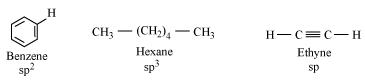 H
CH₃ — (CH₂)₄ — CH₃
H — C ≡ C — H
Benzene
sp²
Hexane
sp³
Ethyne
sp